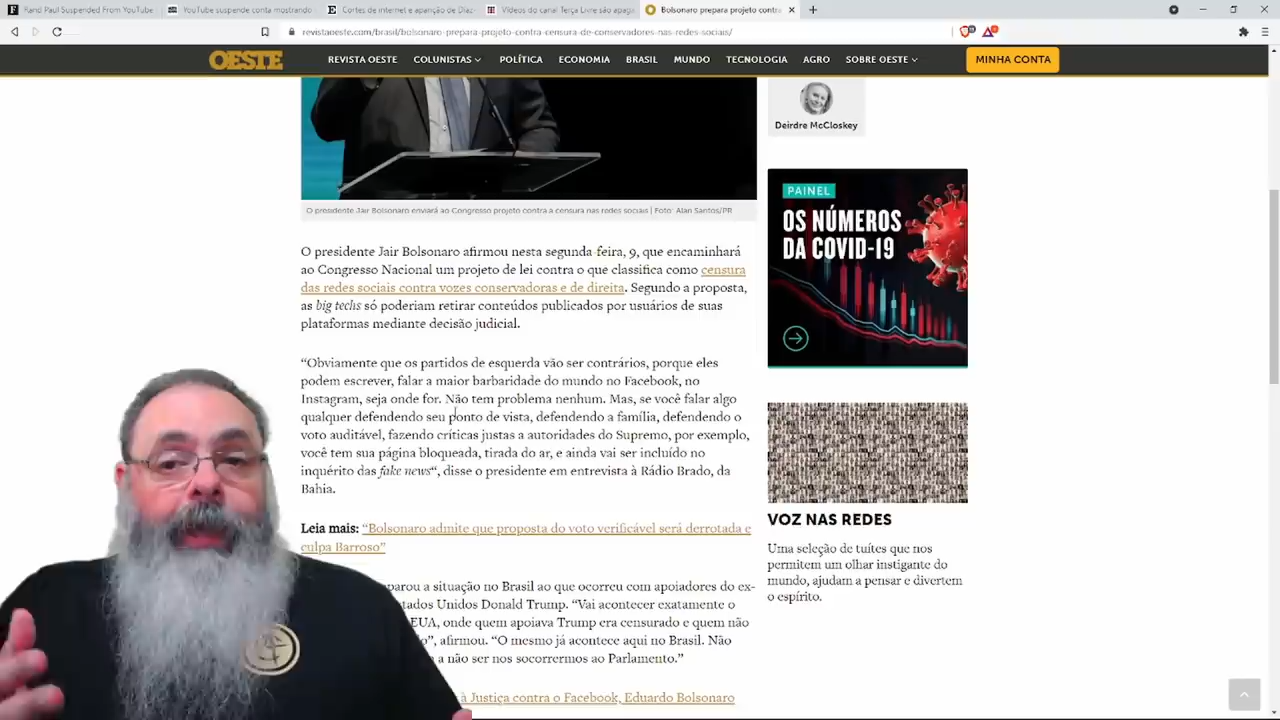 Rand Paul Suspended From YouTube
YouTube suspende conta mostrando
Cortes de internet e aparição de Díaz-
Vídeos do canal Terça Livre são apaga
Bolsonaro prepara projeto contra
revistaoeste.com/brasil/bolsonaro-prepara-projeto-contra-censura-de-conservadores-nas-redes-sociais/
OESTE
REVISTA OESTE COLUNISTAS POLÍTICA ECONOMIA BRASIL MUNDO TECNOLOGIA AGRO SOBRE OESTE MINHA CONTA
O presidente Jair Bolsonaro enviará ao Congresso projeto contra a censura nas redes sociais | Foto: Alan Santos/PR
O presidente Jair Bolsonaro afirmou nesta segunda-feira, 9, que encaminhará
ao Congresso Nacional um projeto de lei contra o que classifica como censura
das redes sociais contra vozes conservadoras e de direita. Segundo a proposta,
as big techs só poderiam retirar conteúdos publicados por usuários de suas
plataformas mediante decisão judicial.
“Obviamente que os partidos de esquerda vão ser contrários, porque eles
podem escrever, falar a maior barbaridade do mundo no Facebook, no
Instagram, seja onde for. Não tem problema nenhum. Mas, se você falar algo
qualquer defendendo seu ponto de vista, defendendo a família, defendendo o
voto auditável, fazendo críticas justas a autoridades do Supremo, por exemplo,
você tem sua página bloqueada, tirada do ar, e ainda vai ser incluído no
inquérito das fake news“, disse o presidente em entrevista à Rádio Brado, da
Bahia.
Leia mais: “Bolsonaro admite que proposta do voto verificável será derrotada e
culpa Barroso”
parou a situação no Brasil ao que ocorreu com apoiadores do ex-
tados Unidos Donald Trump. “Vai acontecer exatamente o
EUA, onde quem apoiava Trump era censurado e quem não
”, afirmou. “O mesmo já acontece aqui no Brasil. Não
a não ser nos socorrermos ao Parlamento.”
à Justiça contra o Facebook, Eduardo Bolsonaro
Deirdre McCloskey
PAINEL
OS NÚMEROS
DA COVID-19
VOZ NAS REDES
Uma seleção de tuítes que nos
permitem um olhar instigante do
mundo, ajudam a pensar e divertem
o espírito.